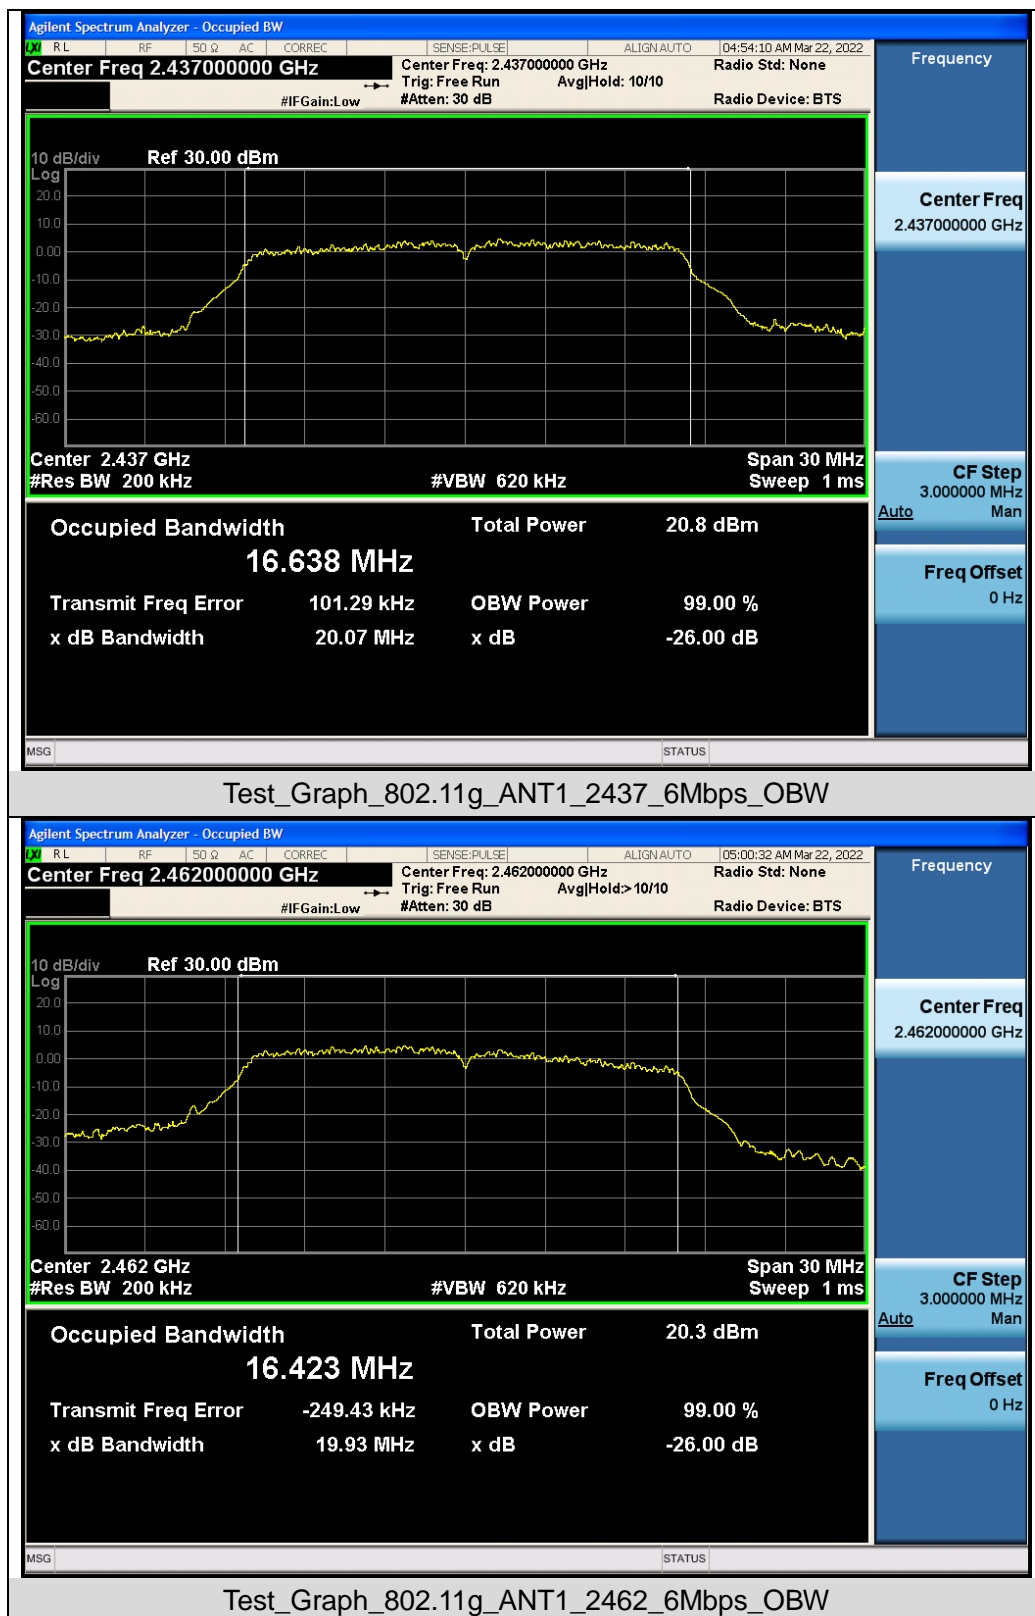 Agilent Spectrum Analyzer - Occupied BW
LXI RL RF 50 Ω AC CORREC SENSE:PULSE ALIGN AUTO 04:54:10 AM Mar 22, 2022
Center Freq 2.437000000 GHz Center Freq: 2.437000000 GHz Radio Std: None
Trig: Free Run Avg|Hold: 10/10
#IFGain:Low #Atten: 30 dB Radio Device: BTS
Frequency
10 dB/div Ref 30.00 dBm
Log
20.0
10.0
0.00
-10.0
-20.0
-30.0
-40.0
-50.0
-60.0
Center 2.437 GHz Span 30 MHz
#Res BW 200 kHz #VBW 620 kHz Sweep 1 ms
Center Freq
2.437000000 GHz
CF Step
3.000000 MHz
Auto Man
Freq Offset
0 Hz
Occupied Bandwidth Total Power 20.8 dBm
16.638 MHz
Transmit Freq Error 101.29 kHz OBW Power 99.00 %
x dB Bandwidth 20.07 MHz x dB -26.00 dB
MSG STATUS
Test_Graph_802.11g_ANT1_2437_6Mbps_OBW
Agilent Spectrum Analyzer - Occupied BW
LXI RL RF 50 Ω AC CORREC SENSE:PULSE ALIGN AUTO 05:00:32 AM Mar 22, 2022
Center Freq 2.462000000 GHz Center Freq: 2.462000000 GHz Radio Std: None
Trig: Free Run Avg|Hold:>10/10
#IFGain:Low #Atten: 30 dB Radio Device: BTS
Frequency
10 dB/div Ref 30.00 dBm
Log
20.0
10.0
0.00
-10.0
-20.0
-30.0
-40.0
-50.0
-60.0
Center 2.462 GHz Span 30 MHz
#Res BW 200 kHz #VBW 620 kHz Sweep 1 ms
Center Freq
2.462000000 GHz
CF Step
3.000000 MHz
Auto Man
Freq Offset
0 Hz
Occupied Bandwidth Total Power 20.3 dBm
16.423 MHz
Transmit Freq Error -249.43 kHz OBW Power 99.00 %
x dB Bandwidth 19.93 MHz x dB -26.00 dB
MSG STATUS
Test_Graph_802.11g_ANT1_2462_6Mbps_OBW